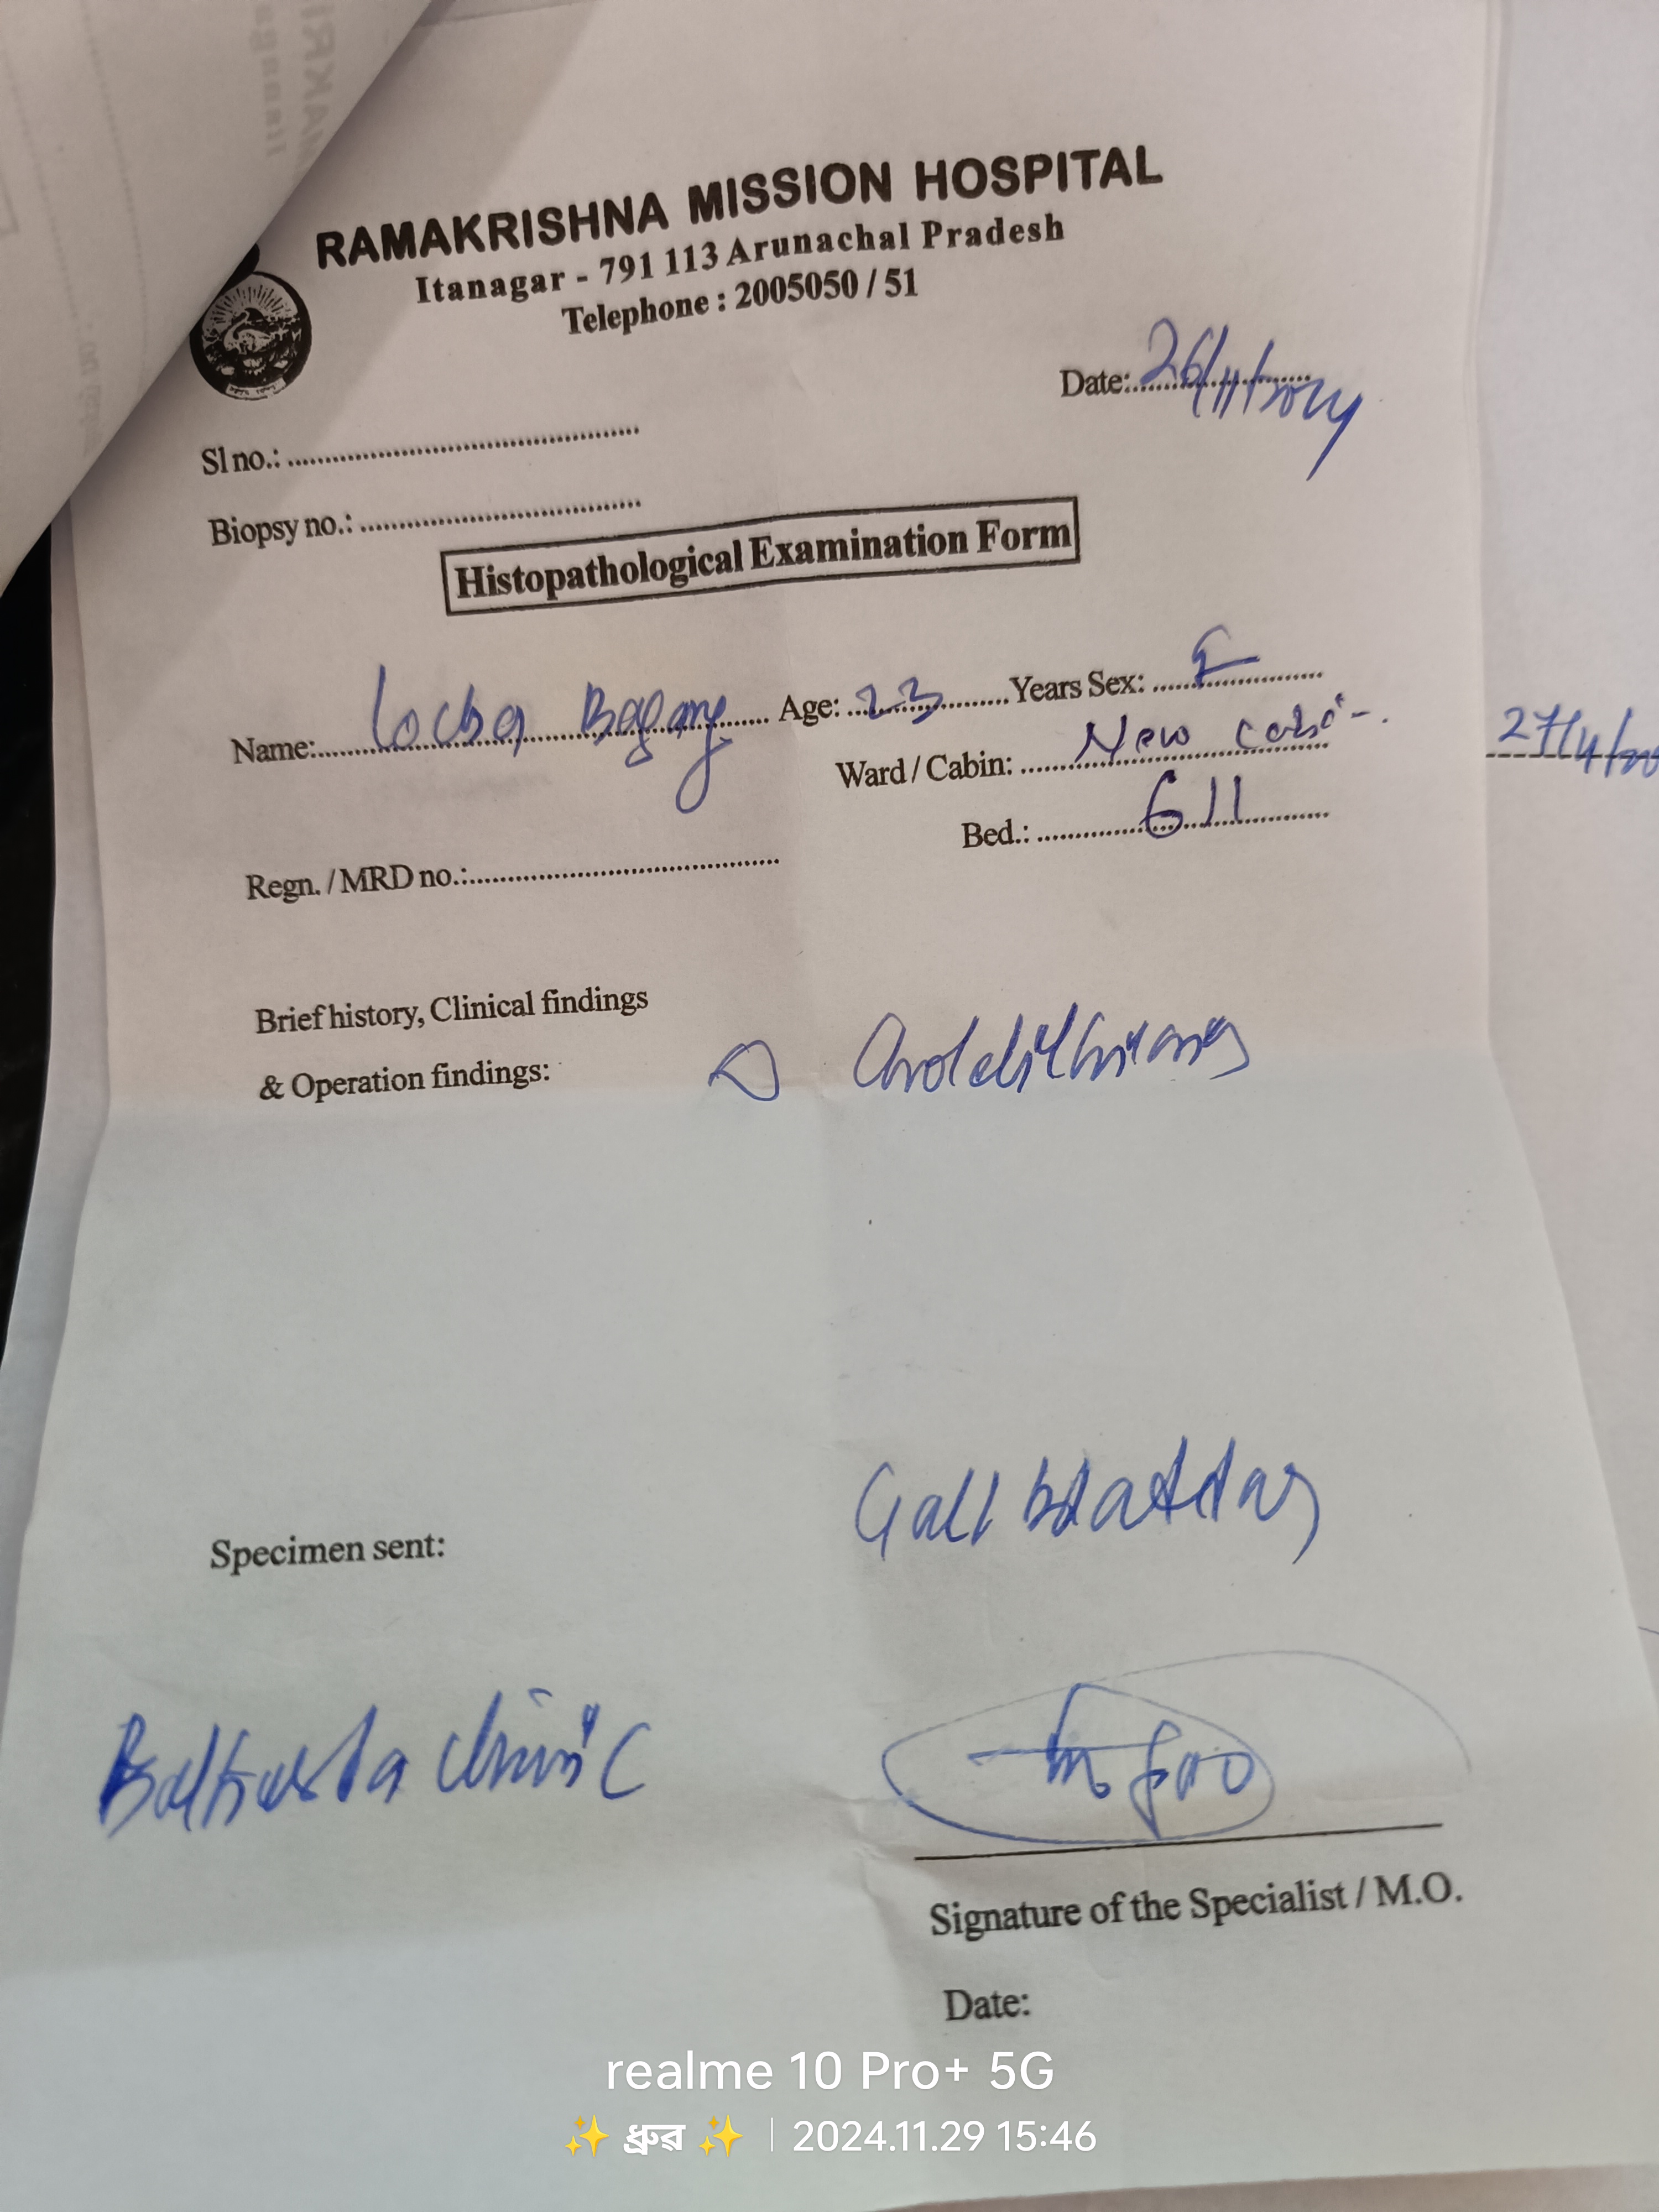 RAMAKRISHNA MISSION HOSPITAL
Itanagar - 791 113 Arunachal Pradesh
Telephone : 2005050 / 51
Date: 26/11/2024
Sl no.:
Biopsy no.:
Histopathological Examination Form
Name: Age: 23 Years Sex: F
Ward / Cabin: New
Bed.: 611
Regn. / MRD no.:
Brief history, Clinical findings
& Operation findings:
Gall bladder
Specimen sent:
clinic
Signature of the Specialist / M.O.
Date:
realme 10 Pro+ 5G
✨ ধ্রুৱ ✨ | 2024.11.29 15:46